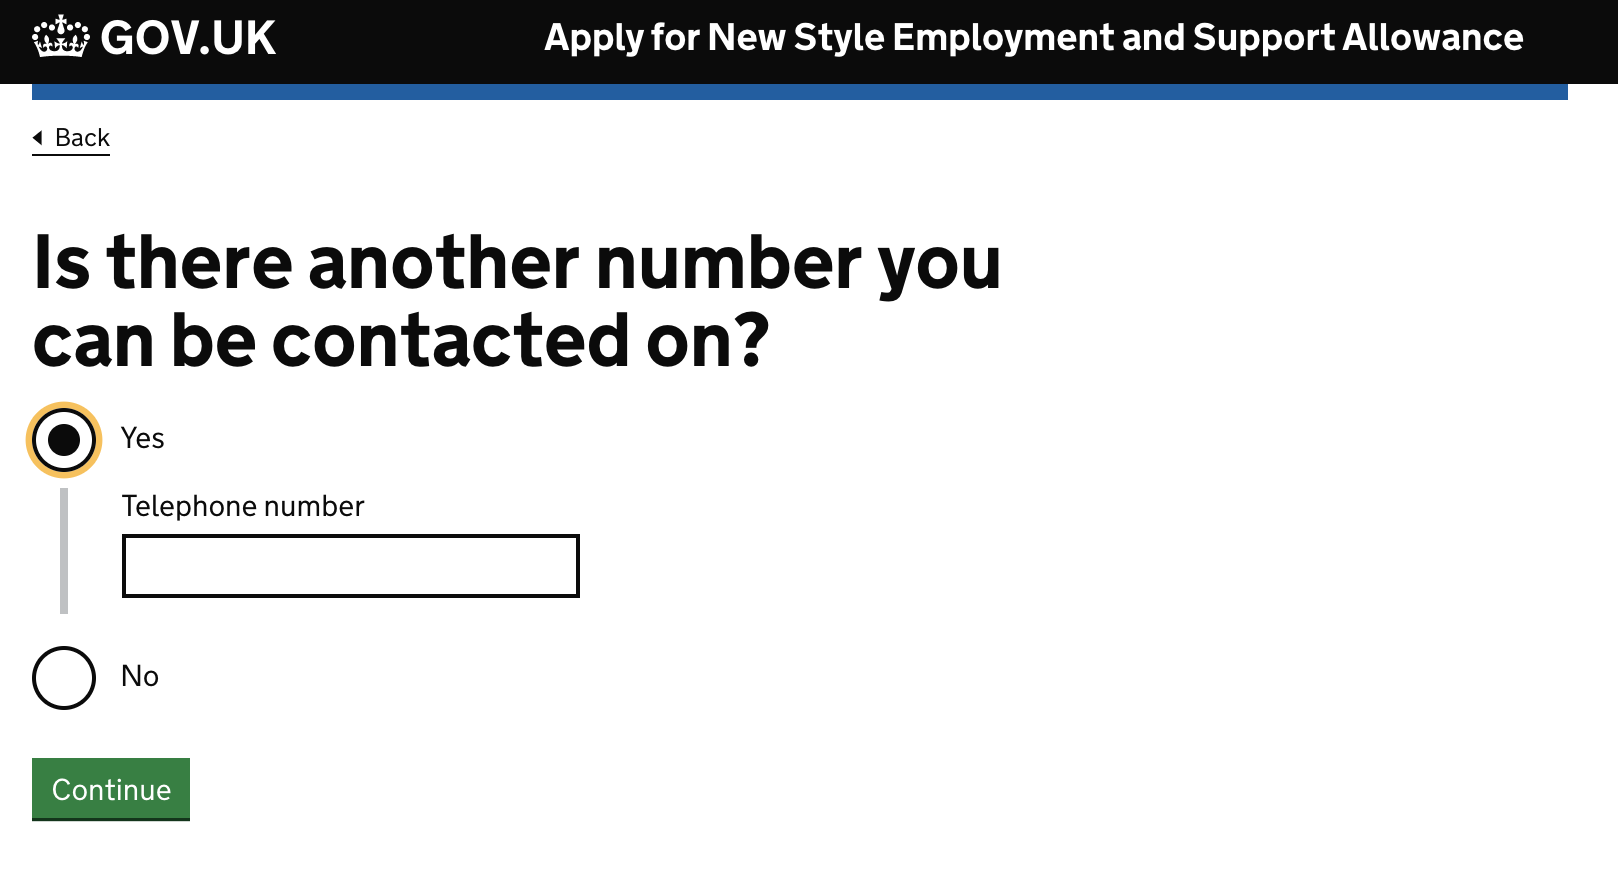 GOV.UK
Apply for New Style Employment and Support Allowance
Back
Is there another number you
can be contacted on?
Yes
Telephone number
No
Continue